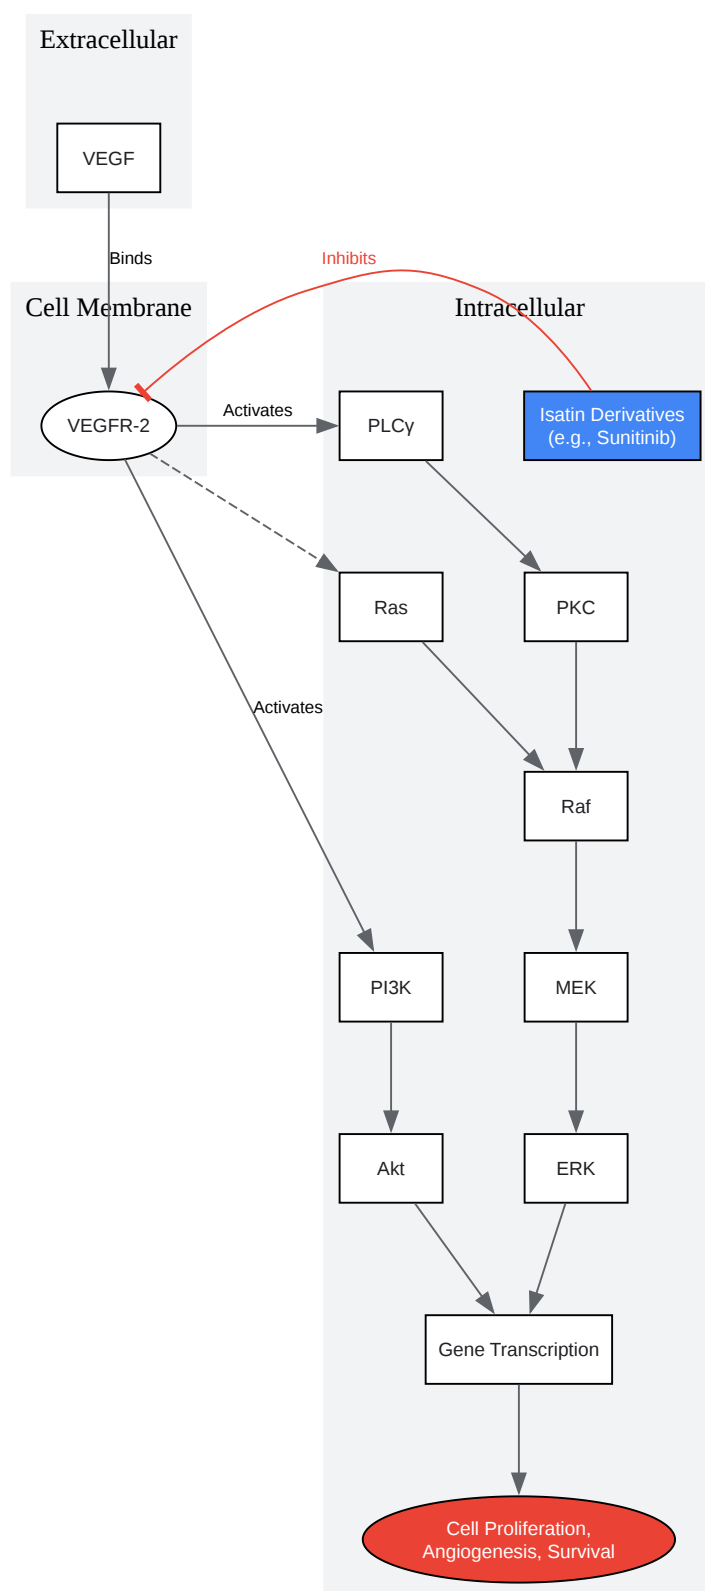 Extracellular
VEGF
Binds
Inhibits
Cell Membrane
Intracellular
VEGFR-2
Activates
PLCγ
Isatin Derivatives
(e.g., Sunitinib)
Ras
PKC
Activates
Raf
PI3K
MEK
Akt
ERK
Gene Transcription
Cell Proliferation,
Angiogenesis, Survival